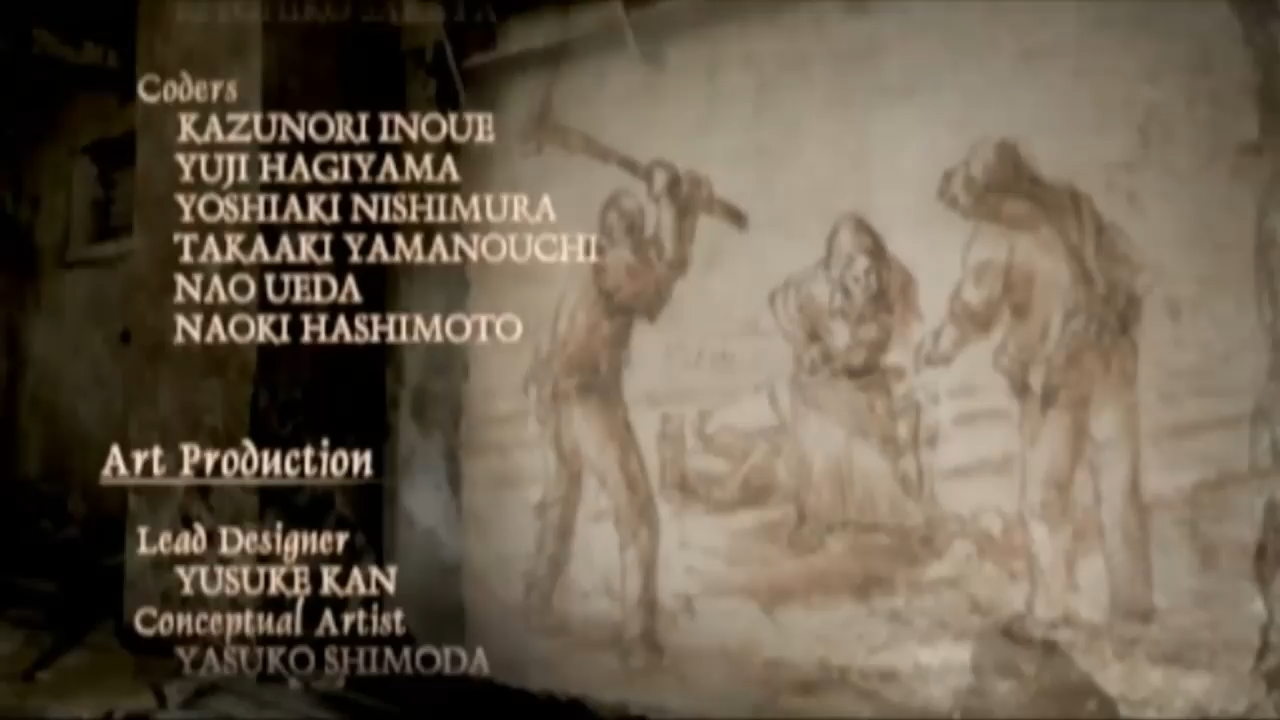 Coders
KAZUNORI INOUE
YUJI HAGIYAMA
YOSHIAKI NISHIMURA
TAKAAKI YAMANOUCHI
NAO UEDA
NAOKI HASHIMOTO
Art Production
Lead Designer
YUSUKE KAN
Conceptual Artist
YASUKO SHIMODA